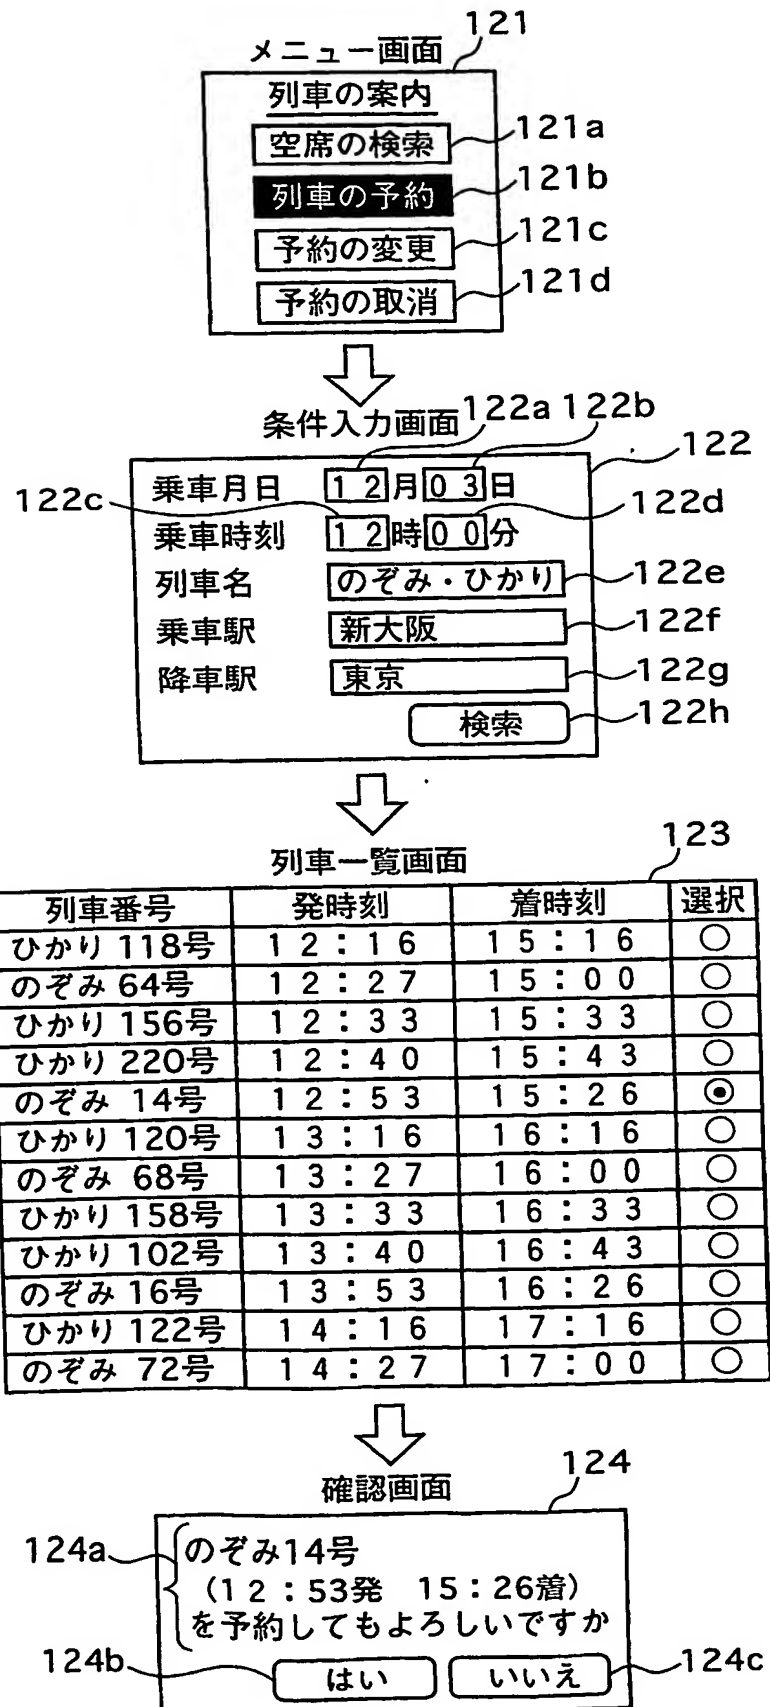 メニュー画面 121
列車の案内
空席の検索 121a
列車の予約 121b
予約の変更 121c
予約の取消 121d
条件入力画面 122a 122b
122
乗車月日 12月03日
122c 122d
乗車時刻 12時00分
列車名 のぞみ・ひかり 122e
乗車駅 新大阪 122f
降車駅 東京 122g
検索 122h
列車一覧画面 123
列車番号 発時刻 着時刻 選択
ひかり 118号 12:16 15:16 ○
のぞみ 64号 12:27 15:00 ○
ひかり 156号 12:33 15:33 ○
ひかり 220号 12:40 15:43 ○
のぞみ 14号 12:53 15:26 ◉
ひかり 120号 13:16 16:16 ○
のぞみ 68号 13:27 16:00 ○
ひかり 158号 13:33 16:33 ○
ひかり 102号 13:40 16:43 ○
のぞみ 16号 13:53 16:26 ○
ひかり 122号 14:16 17:16 ○
のぞみ 72号 14:27 17:00 ○
確認画面 124
124a のぞみ14号
(12:53発 15:26着)
を予約してもよろしいですか
124b はい いいえ 124c